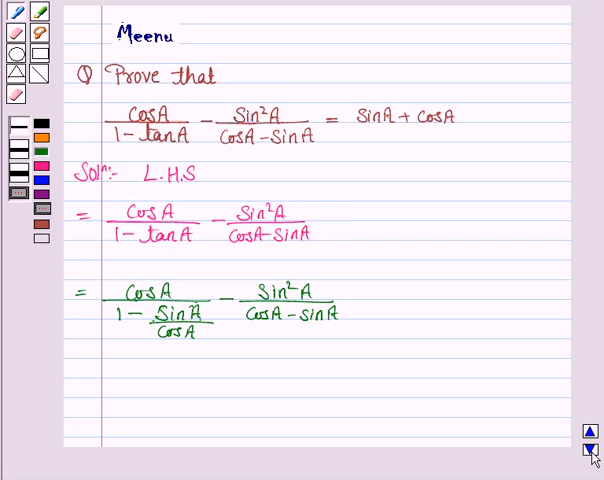 Meenu
Q Prove that
cosA/(1 - tanA) - Sin²A/(cosA - SinA) = SinA + cosA
Solⁿ:- L.H.S
= cosA/(1 - tanA) - Sin²A/(cosA - SinA)
= cosA/(1 - SinA/cosA) - Sin²A/(cosA - SinA)